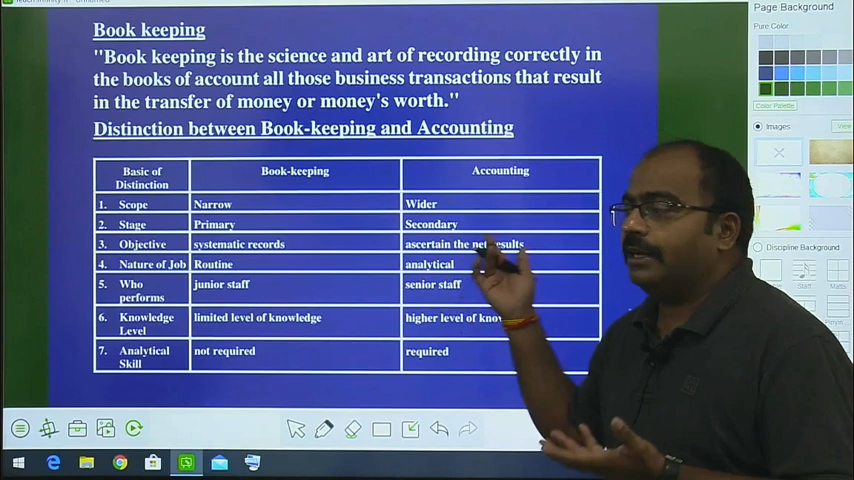 Page Background
Book keeping
Pure Color
"Book keeping is the science and art of recording correctly in
the books of account all those business transactions that result
in the transfer of money or money's worth."
Color Palette
Distinction between Book-keeping and Accounting
Images
View
Basic of Distinction Book-keeping Accounting
1. Scope Narrow Wider
2. Stage Primary Secondary
3. Objective systematic records ascertain the net results
4. Nature of Job Routine analytical
5. Who performs junior staff senior staff
6. Knowledge Level limited level of knowledge higher level of
7. Analytical Skill not required required
Discipline Background
Staff
Matts